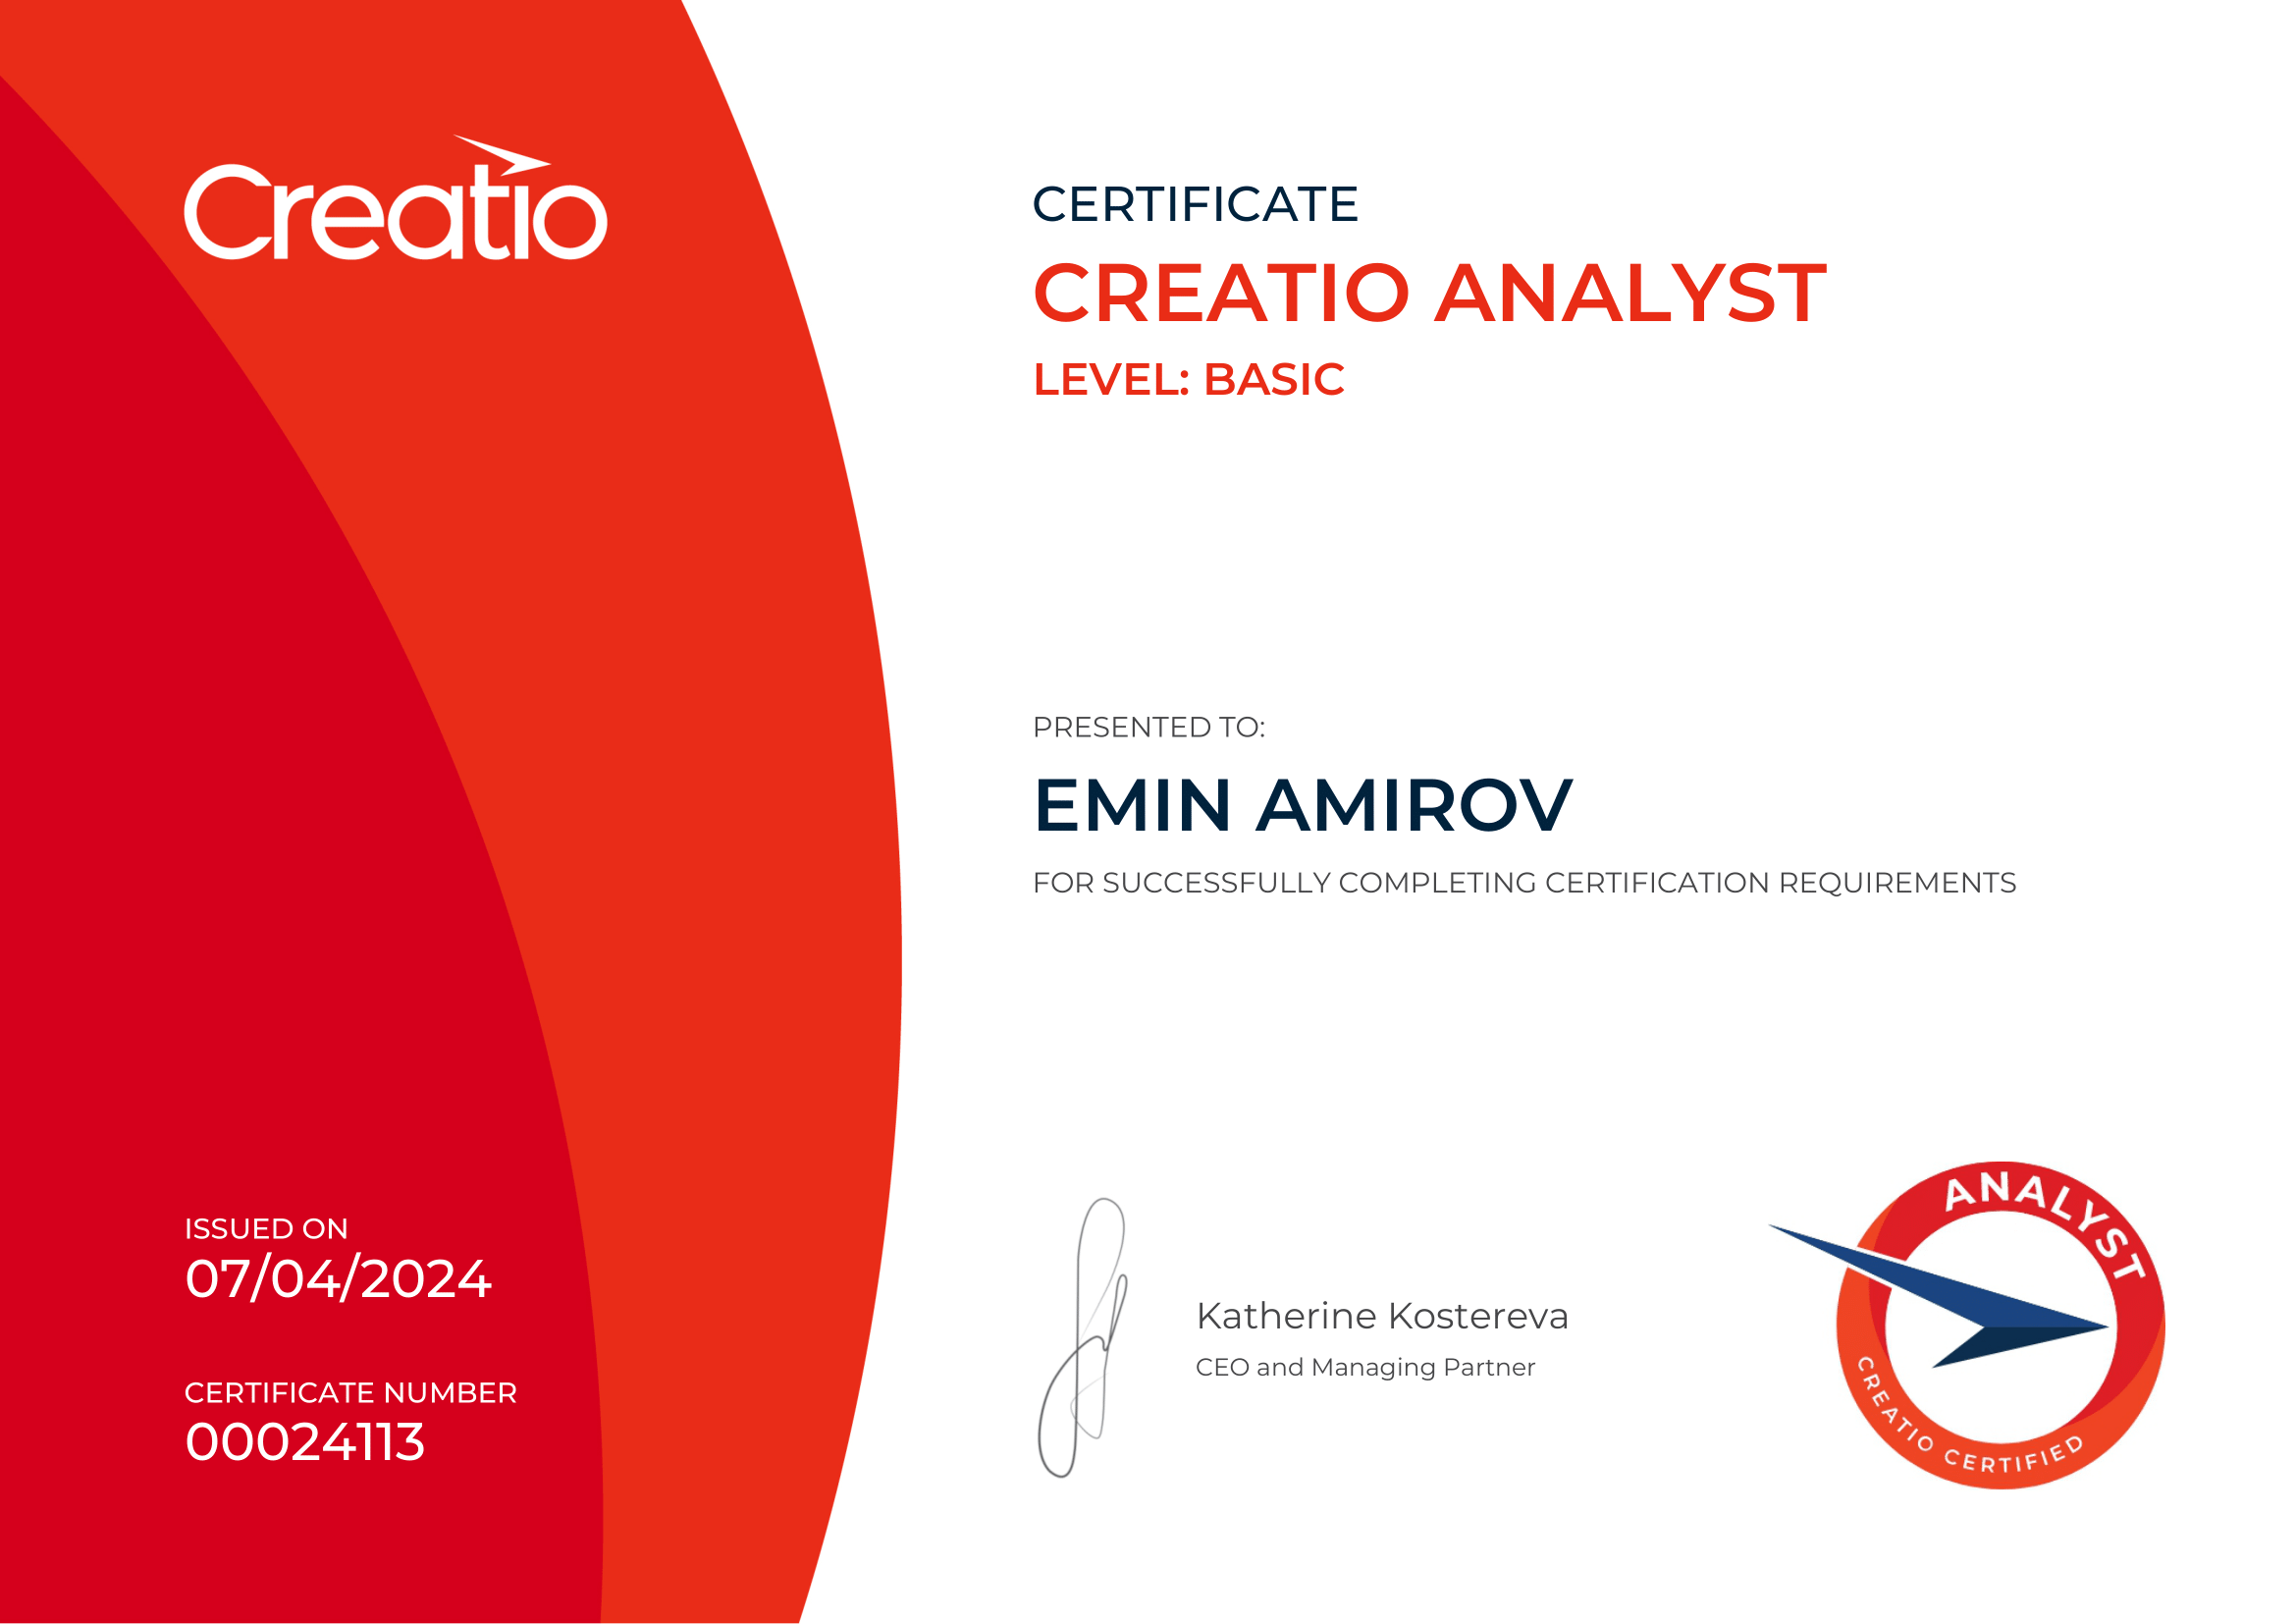 Creatio
CERTIFICATE
CREATIO ANALYST
LEVEL: BASIC
PRESENTED TO:
EMIN AMIROV
FOR SUCCESSFULLY COMPLETING CERTIFICATION REQUIREMENTS
ISSUED ON
07/04/2024
CERTIFICATE NUMBER
00024113
Katherine Kostereva
CEO and Managing Partner
ANALYST
CREATIO CERTIFIED